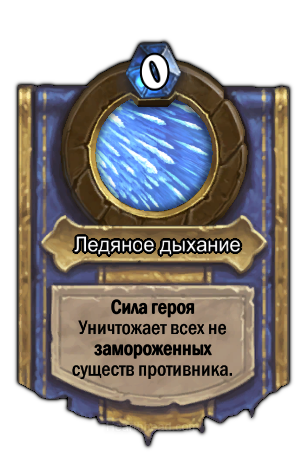 0
Ледяное дыхание
Сила героя
Уничтожает всех не
замороженных
существ противника.